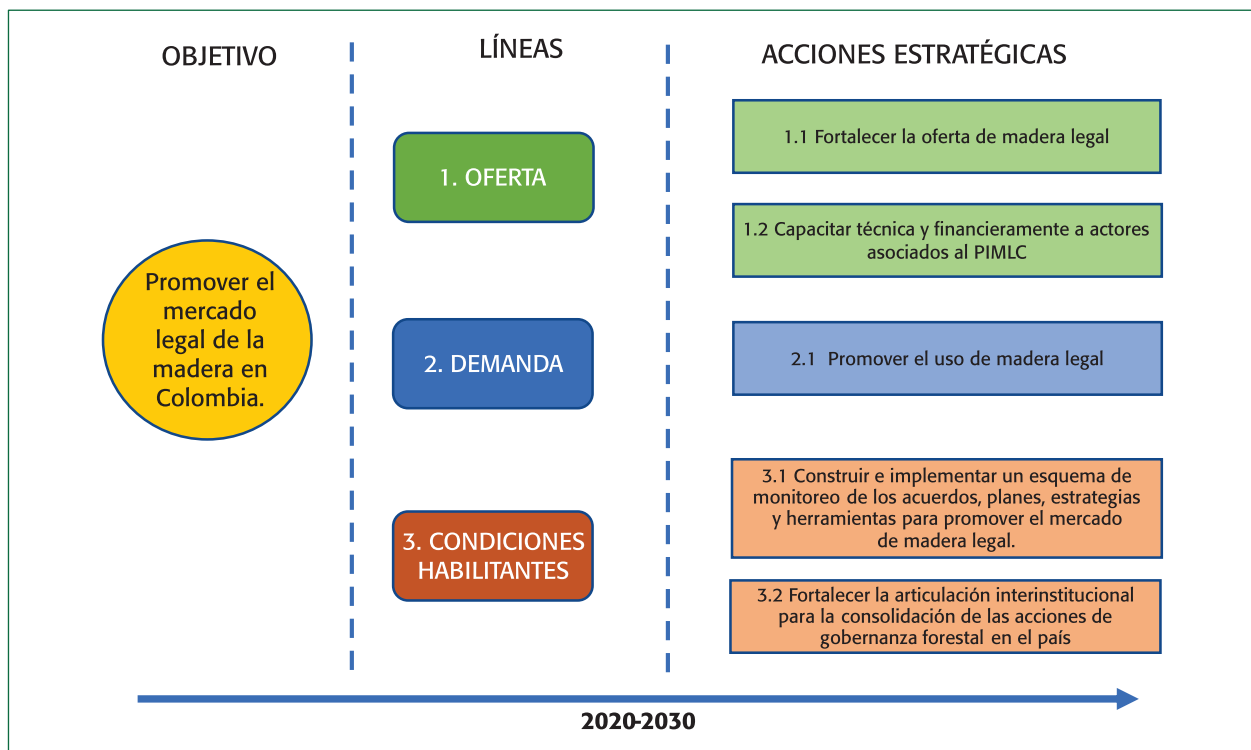 OBJETIVO
LÍNEAS
ACCIONES ESTRATÉGICAS
Promover el
mercado
legal de la
madera en
Colombia.
1. OFERTA
2. DEMANDA
3. CONDICIONES
HABILITANTES
1.1 Fortalecer la oferta de madera legal
1.2 Capacitar técnica y financieramente a actores
asociados al PIMLC
2.1 Promover el uso de madera legal
3.1 Construir e implementar un esquema de
monitoreo de los acuerdos, planes, estrategias
y herramientas para promover el mercado
de madera legal.
3.2 Fortalecer la articulación interinstitucional
para la consolidación de las acciones de
gobernanza forestal en el país
2020-2030